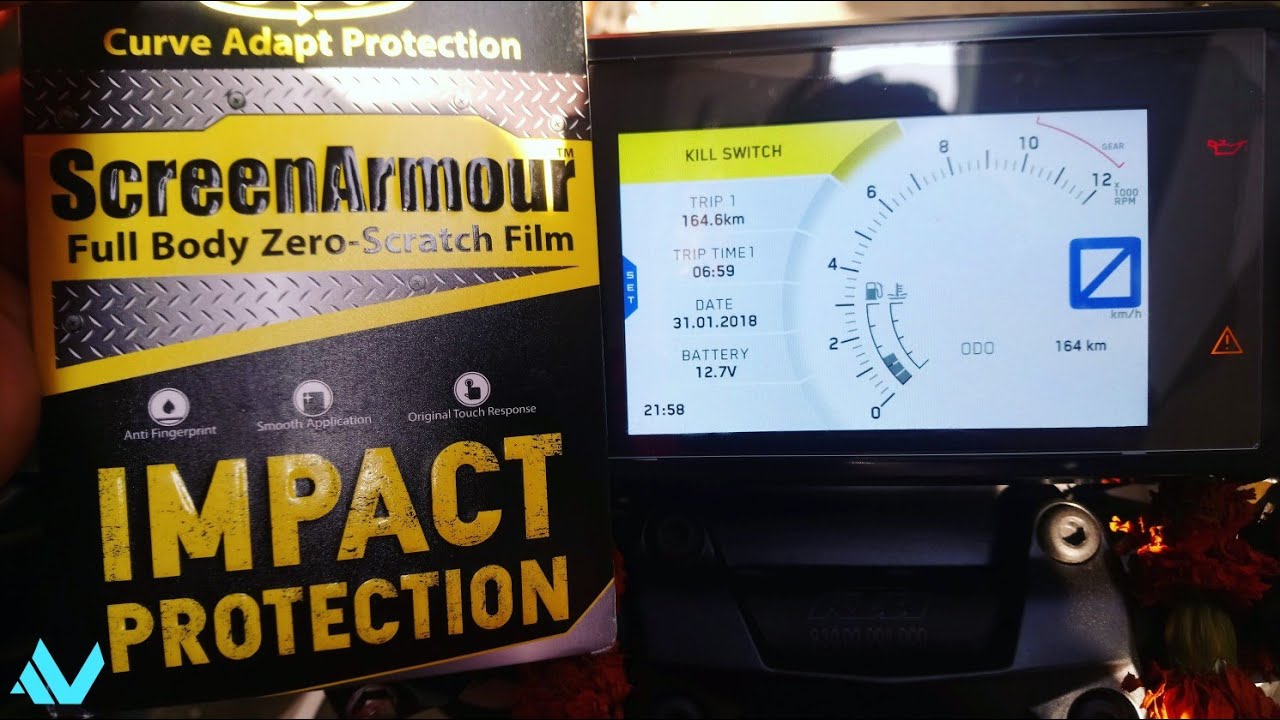 Curve Adapt Protection
ScreenArmour™
Full Body Zero-Scratch Film
Anti Fingerprint
Smooth Application
Original Touch Response
IMPACT
PROTECTION
KILL SWITCH
TRIP 1
164.6km
TRIP TIME1
06:59
DATE
31.01.2018
BATTERY
12.7V
21:58
SET
0
2
4
6
8
10
12
x
1000
RPM
GEAR
km/h
ODO
164 km